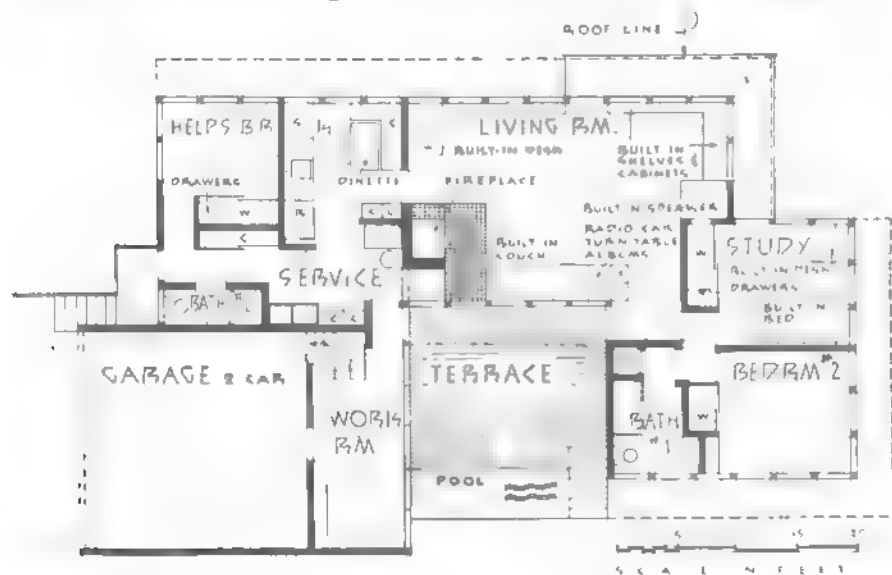 ROOF LINE
HELPS BR
LIVING RM.
BUILT-IN DESK
BUILT IN
SHELVES &
CABINETS
DRAWERS
DINETTE
FIREPLACE
W
BUILT IN SPEAKER
RADIO CAB
TURN TABLE
ALBUMS
BUILT IN
COUCH
W
STUDY
BUILT-IN DESK
DRAWERS
BUILT IN
BED
SERVICE
BATH
GARAGE 2 CAR
TERRACE
BEDRM #2
WORK
RM
BATH
#1
W
POOL
SCALE IN FEET